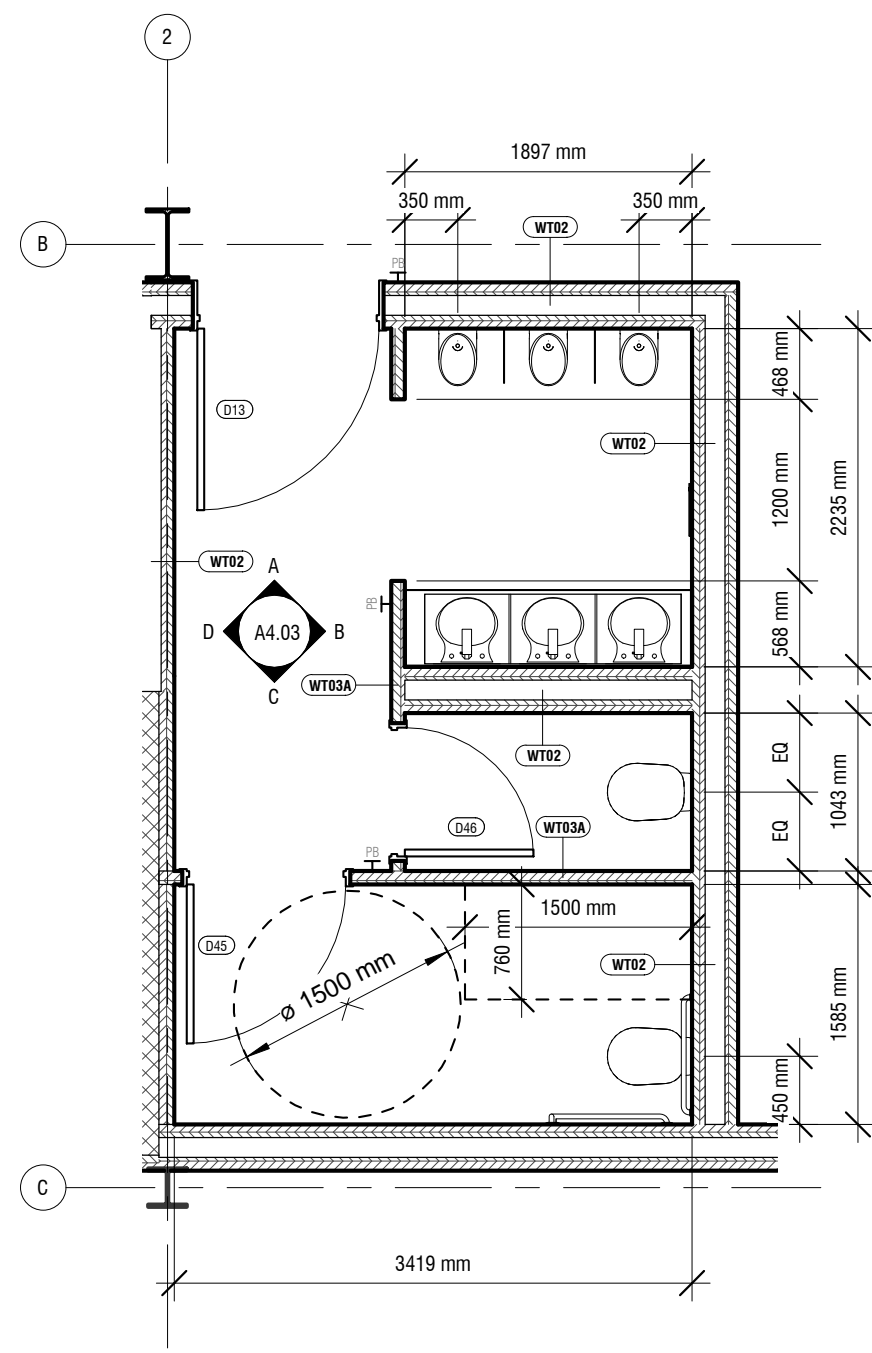 2
1897 mm
350 mm
350 mm
WT02
B
PB
468 mm
D13
WT02
1200 mm
2235 mm
WT02
A
D
A4.03
B
C
PB
568 mm
WT03A
WT02
EQ
1043 mm
D46
WT03A
EQ
PB
1500 mm
D45
760 mm
WT02
ø 1500 mm
1585 mm
450 mm
C
3419 mm